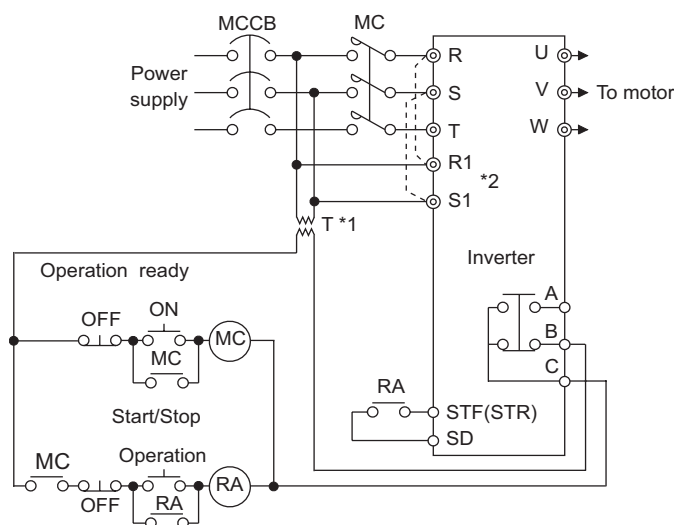 MCCB
MC
Power
supply
R
S
T
R1
*2
S1
T *1
U
V
To motor
W
Inverter
A
B
C
Operation ready
OFF
ON
MC
MC
Start/Stop
RA
STF(STR)
SD
MC
OFF
Operation
RA
RA